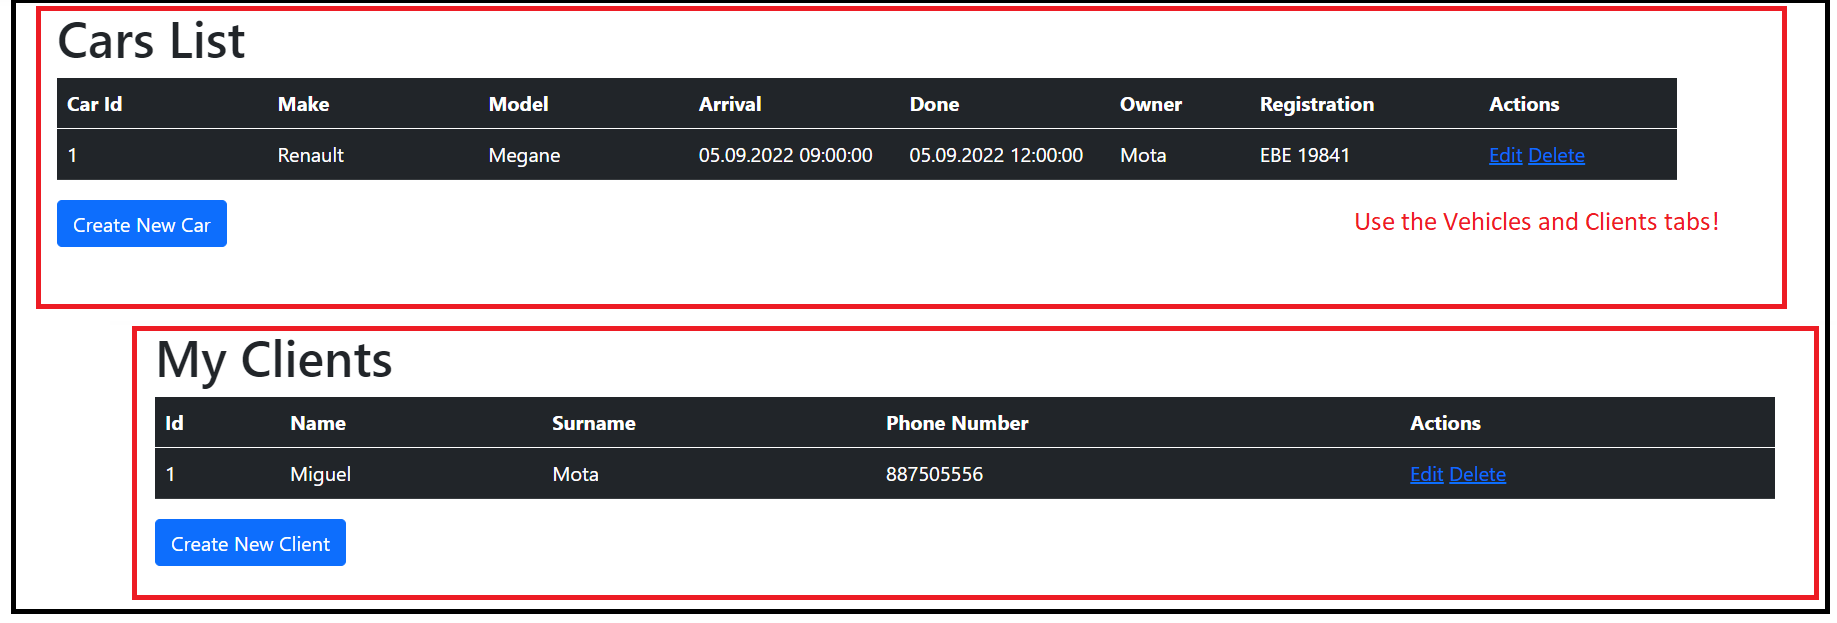 Cars List
Car Id Make Model Arrival Done Owner Registration Actions
1 Renault Megane 05.09.2022 09:00:00 05.09.2022 12:00:00 Mota EBE 19841 Edit Delete
Create New Car
Use the Vehicles and Clients tabs!
My Clients
Id Name Surname Phone Number Actions
1 Miguel Mota 887505556 Edit Delete
Create New Client